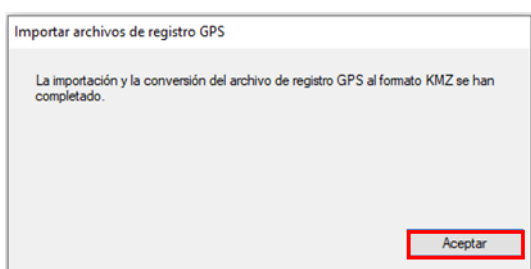 Importar archivos de registro GPS
La importación y la conversión del archivo de registro GPS al formato KMZ se han
completado.
Aceptar